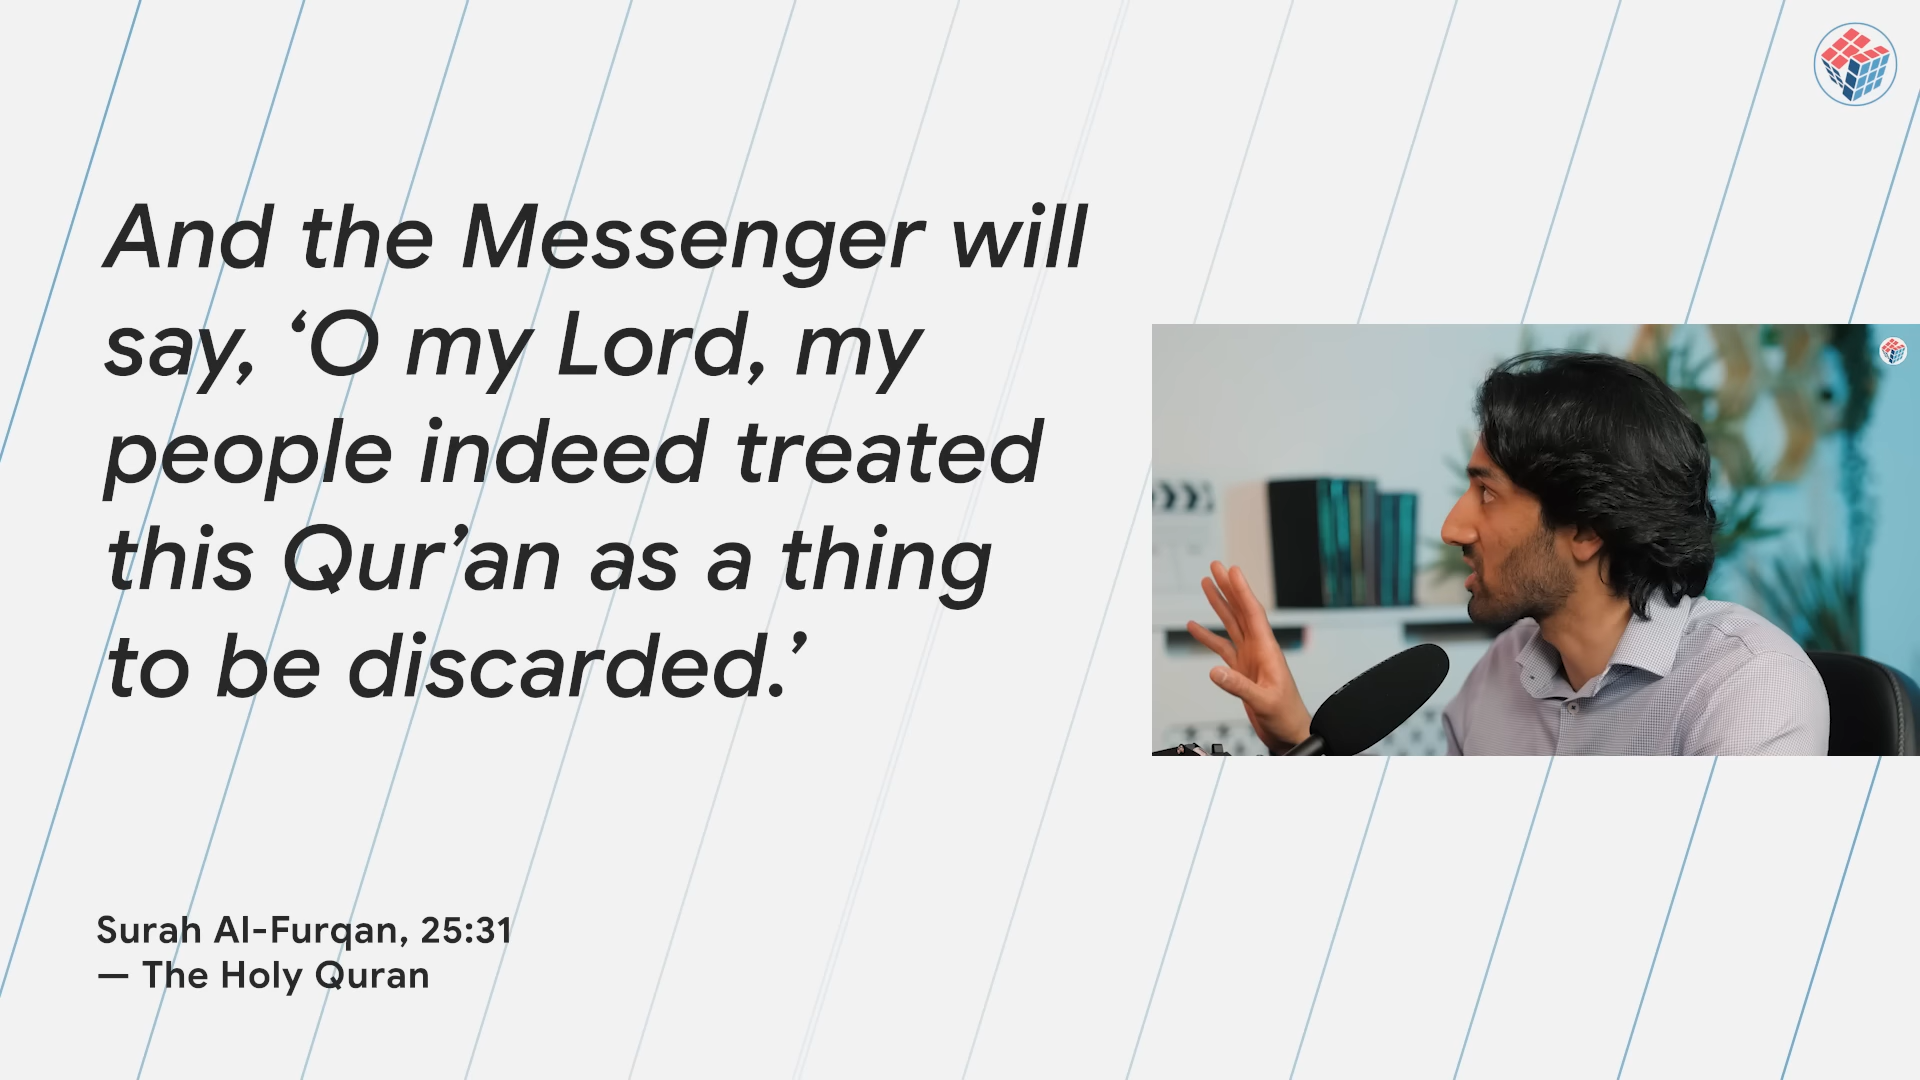 And the Messenger will
say, ‘O my Lord, my
people indeed treated
this Qur’an as a thing
to be discarded.’
Surah Al-Furqan, 25:31
— The Holy Quran